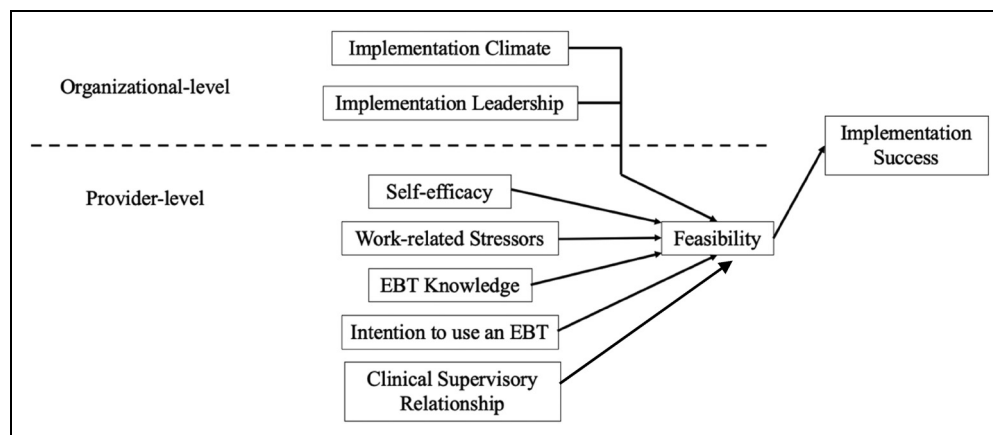 Implementation Climate
Organizational-level
Implementation Leadership
Implementation
Success
Provider-level
Self-efficacy
Work-related Stressors
Feasibility
EBT Knowledge
Intention to use an EBT
Clinical Supervisory
Relationship